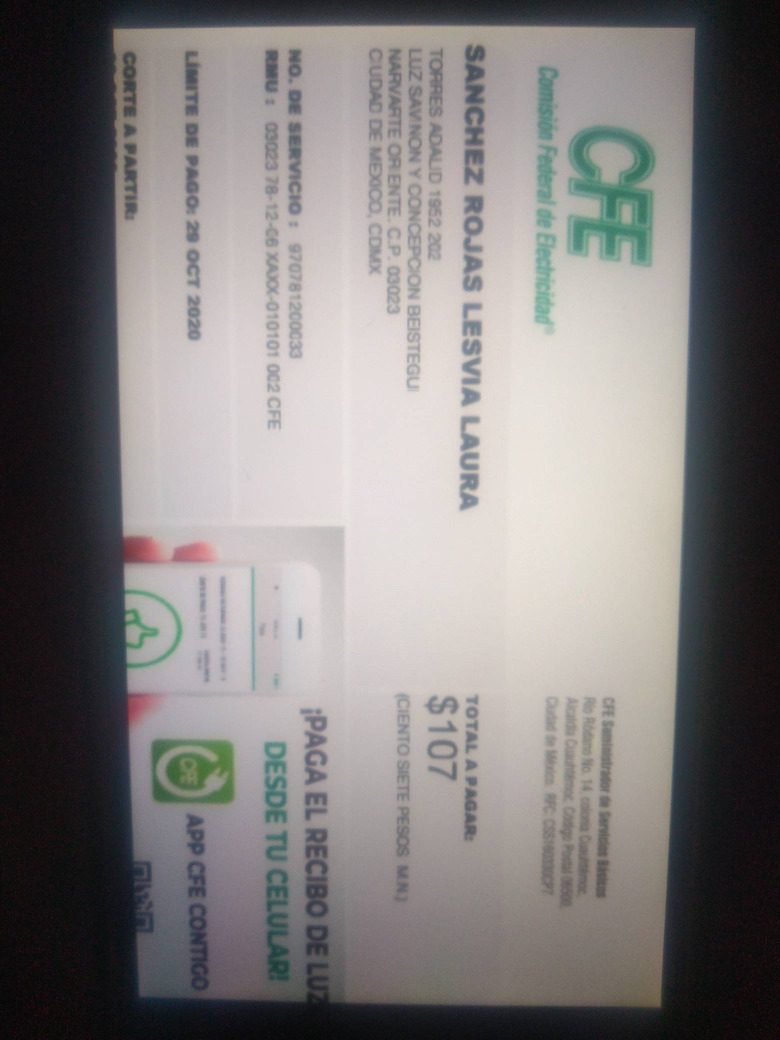 CFE
Comisión Federal de Electricidad®
CFE Suministrador de Servicios Básicos
Río Ródano No. 14, colonia Cuauhtémoc,
Alcaldía Cuauhtémoc, Código Postal 06500,
Ciudad de México. RFC:
SANCHEZ ROJAS LESVIA LAURA
TORRES ADALID 1952 202
LUZ SAVINON Y CONCEPCION BEISTEGUI
NARVARTE ORIENTE, C.P. 03023
CIUDAD DE MEXICO, CDMX
TOTAL A PAGAR:
$107
(CIENTO SIETE PESOS M.N.)
NO. DE SERVICIO : 970781200033
RMU : 03023 78-12-06 XAXX-010101 002 CFE
LÍMITE DE PAGO: 29 OCT 2020
CORTE A PARTIR:
¡PAGA EL RECIBO DE LUZ
DESDE TU CELULAR!
CFE
APP CFE CONTIGO